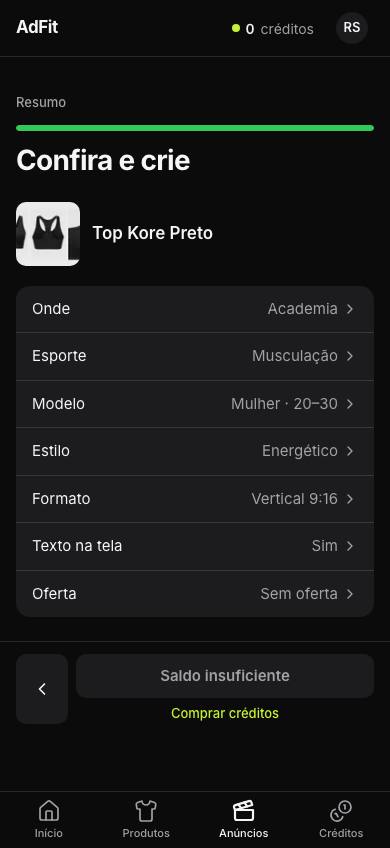 AdFit
0 créditos
RS
Resumo
Confira e crie
Top Kore Preto
Onde Academia
Esporte Musculação
Modelo Mulher · 20–30
Estilo Energético
Formato Vertical 9:16
Texto na tela Sim
Oferta Sem oferta
Saldo insuficiente
Comprar créditos
Início Produtos Anúncios Créditos